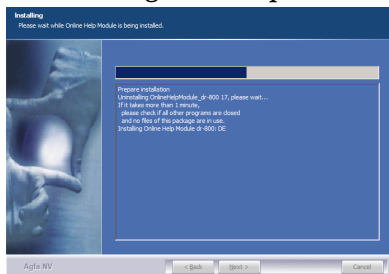 Installing
Please wait while Online Help Module is being installed.
Prepare installation
Uninstalling OnlineHelpModule_dr-800 17, please wait...
If it takes more than 1 minute,
please check if all other programs are closed
and no files of this package are in use.
Installing Online Help Module dr-800: DE
Agfa NV
< Back
Next >
Cancel